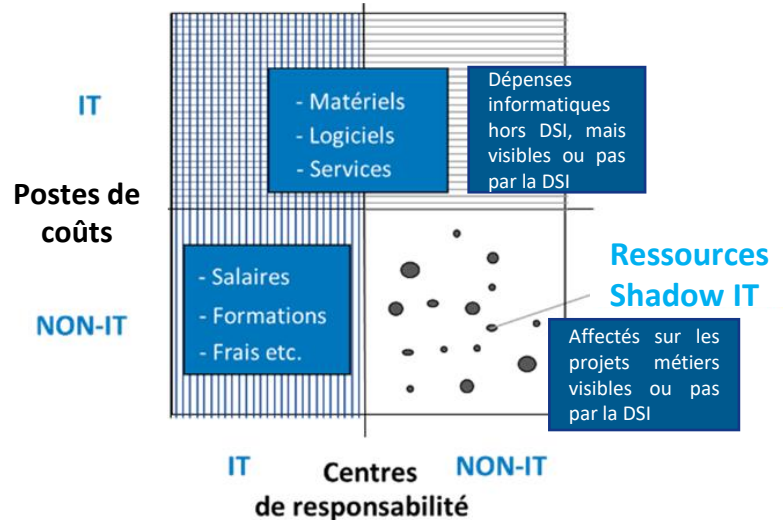 IT
- Matériels
- Logiciels
- Services
Dépenses
informatiques
hors DSI, mais
visibles ou pas
par la DSI
Postes de
coûts
NON-IT
- Salaires
- Formations
- Frais etc.
Ressources
Shadow IT
Affectés sur les
projets métiers
visibles ou pas
par la DSI
IT
NON-IT
Centres
de responsabilité